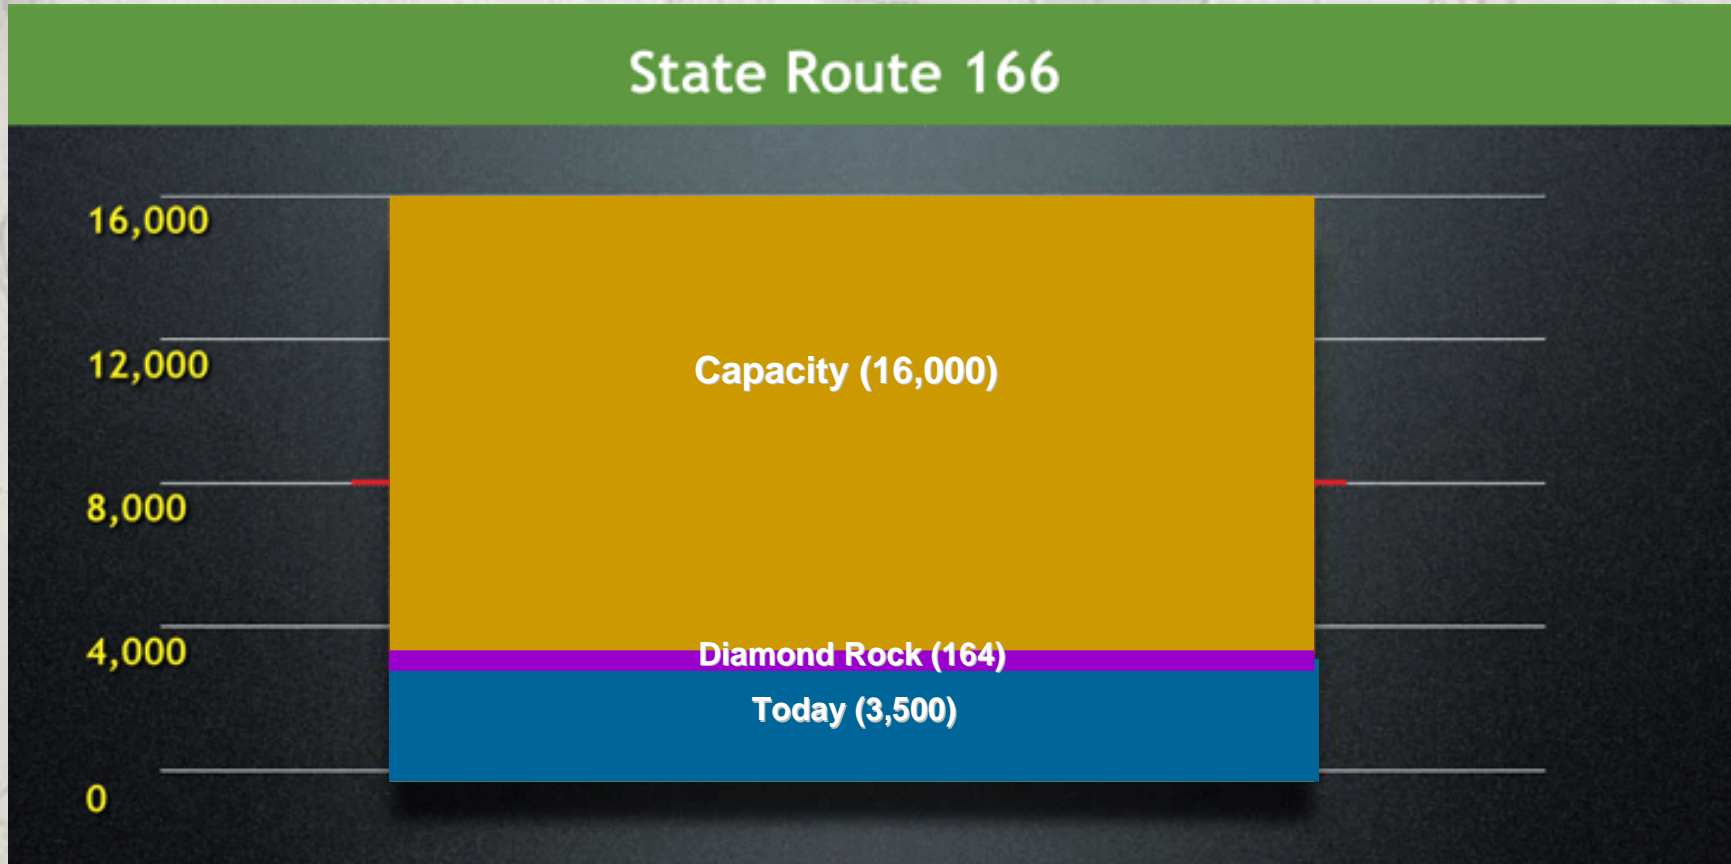 State Route 166
16,000
12,000
Capacity (16,000)
8,000
4,000
Diamond Rock (164)
Today (3,500)
0